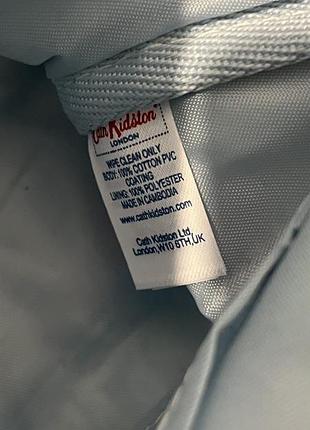 Cath Kidston
LONDON
WIPE CLEAN ONLY
BODY: 100% COTTON PVC
COATING
LINING: 100% POLYESTER
MADE IN CAMBODIA
www.cathkidston.com
Cath Kidston Ltd,
London,W10 6TH,UK